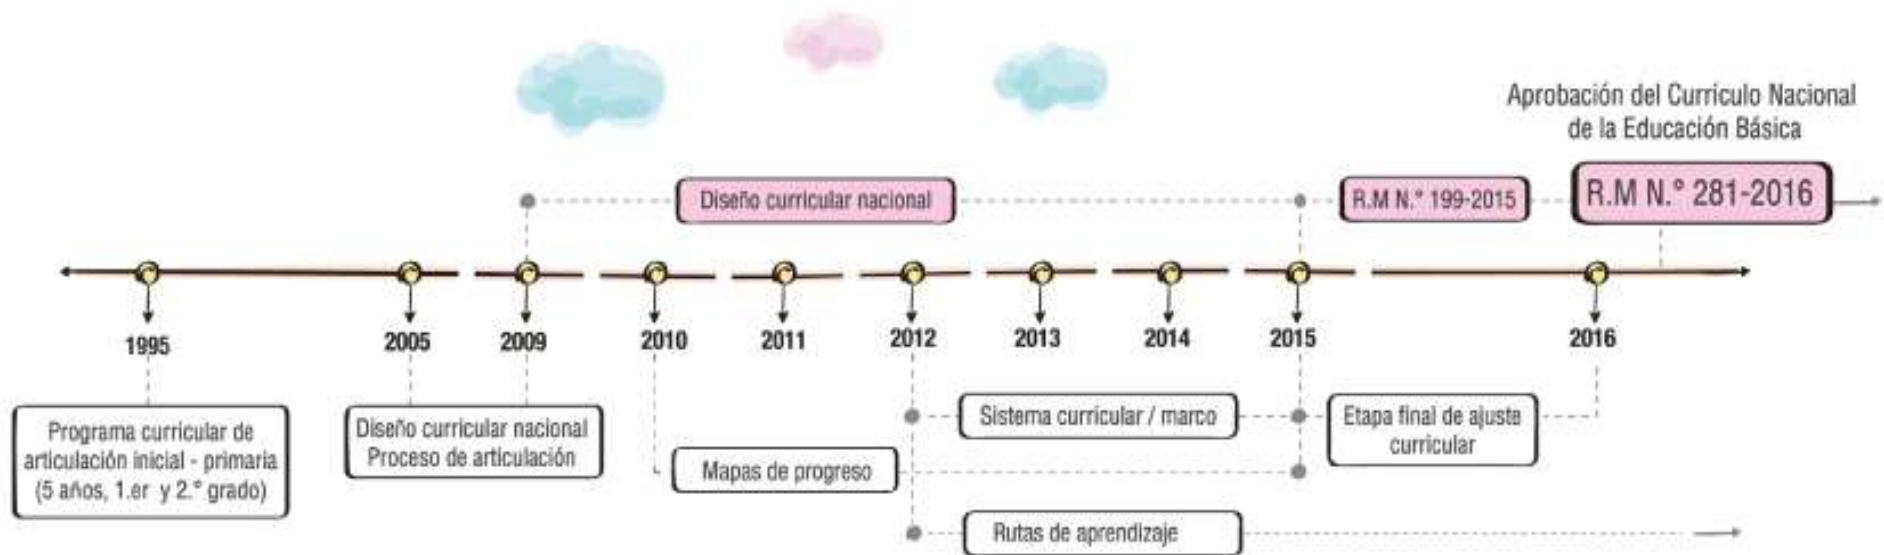 Aprobación del Currículo Nacional
de la Educación Básica
Diseño curricular nacional
R.M N.° 199-2015
R.M N.° 281-2016
1995
2005
2009
2010
2011
2012
2013
2014
2015
2016
Programa curricular de
articulación inicial - primaria
(5 años, 1.er y 2.° grado)
Diseño curricular nacional
Proceso de articulación
Sistema curricular / marco
Etapa final de ajuste
curricular
Mapas de progreso
Rutas de aprendizaje